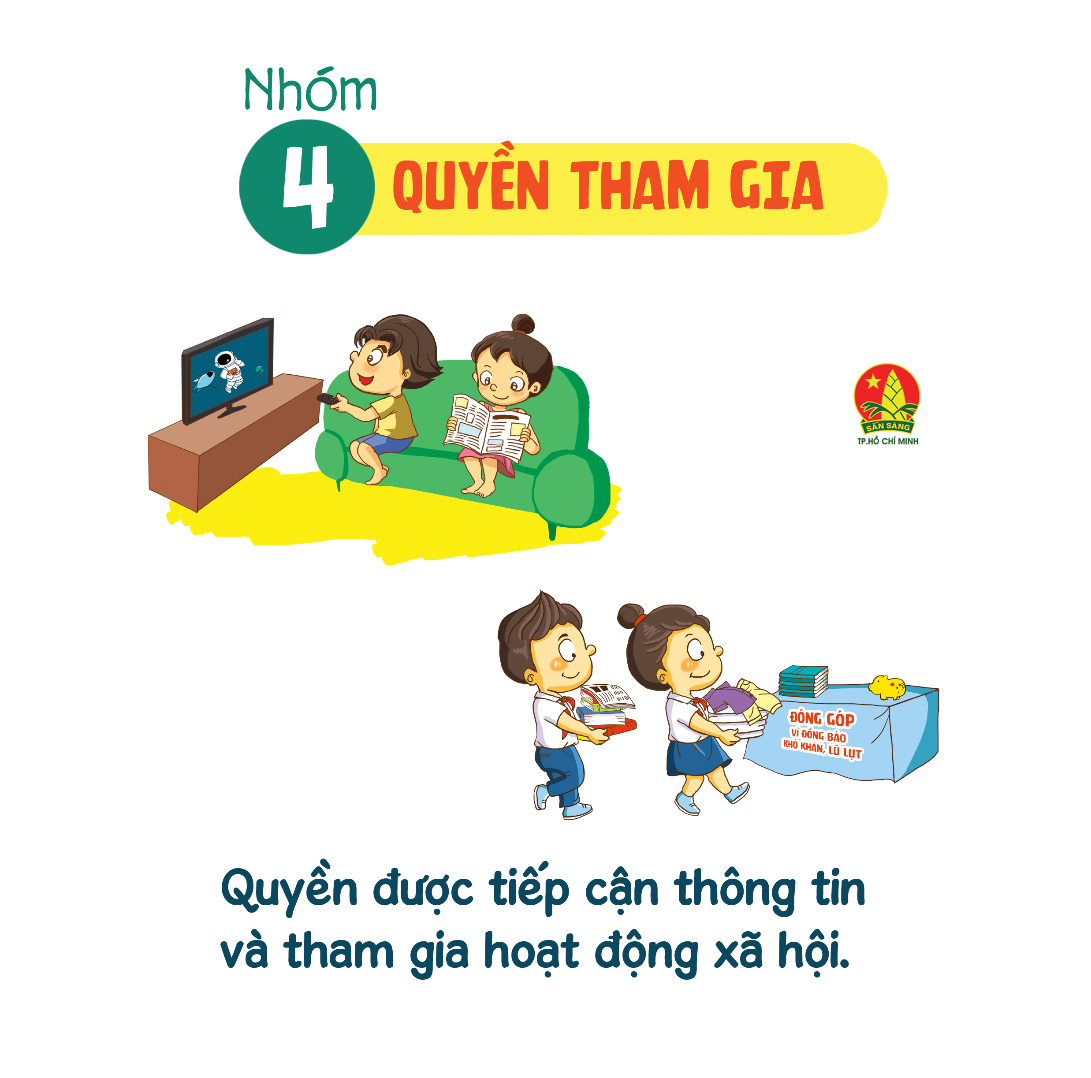 Nhóm
4 QUYỀN THAM GIA
SẴN SÀNG
TP.HỒ CHÍ MINH
ĐÓNG GÓP
VÌ ĐỒNG BÀO
KHÓ KHĂN, LŨ LỤT
Quyền được tiếp cận thông tin
và tham gia hoạt động xã hội.